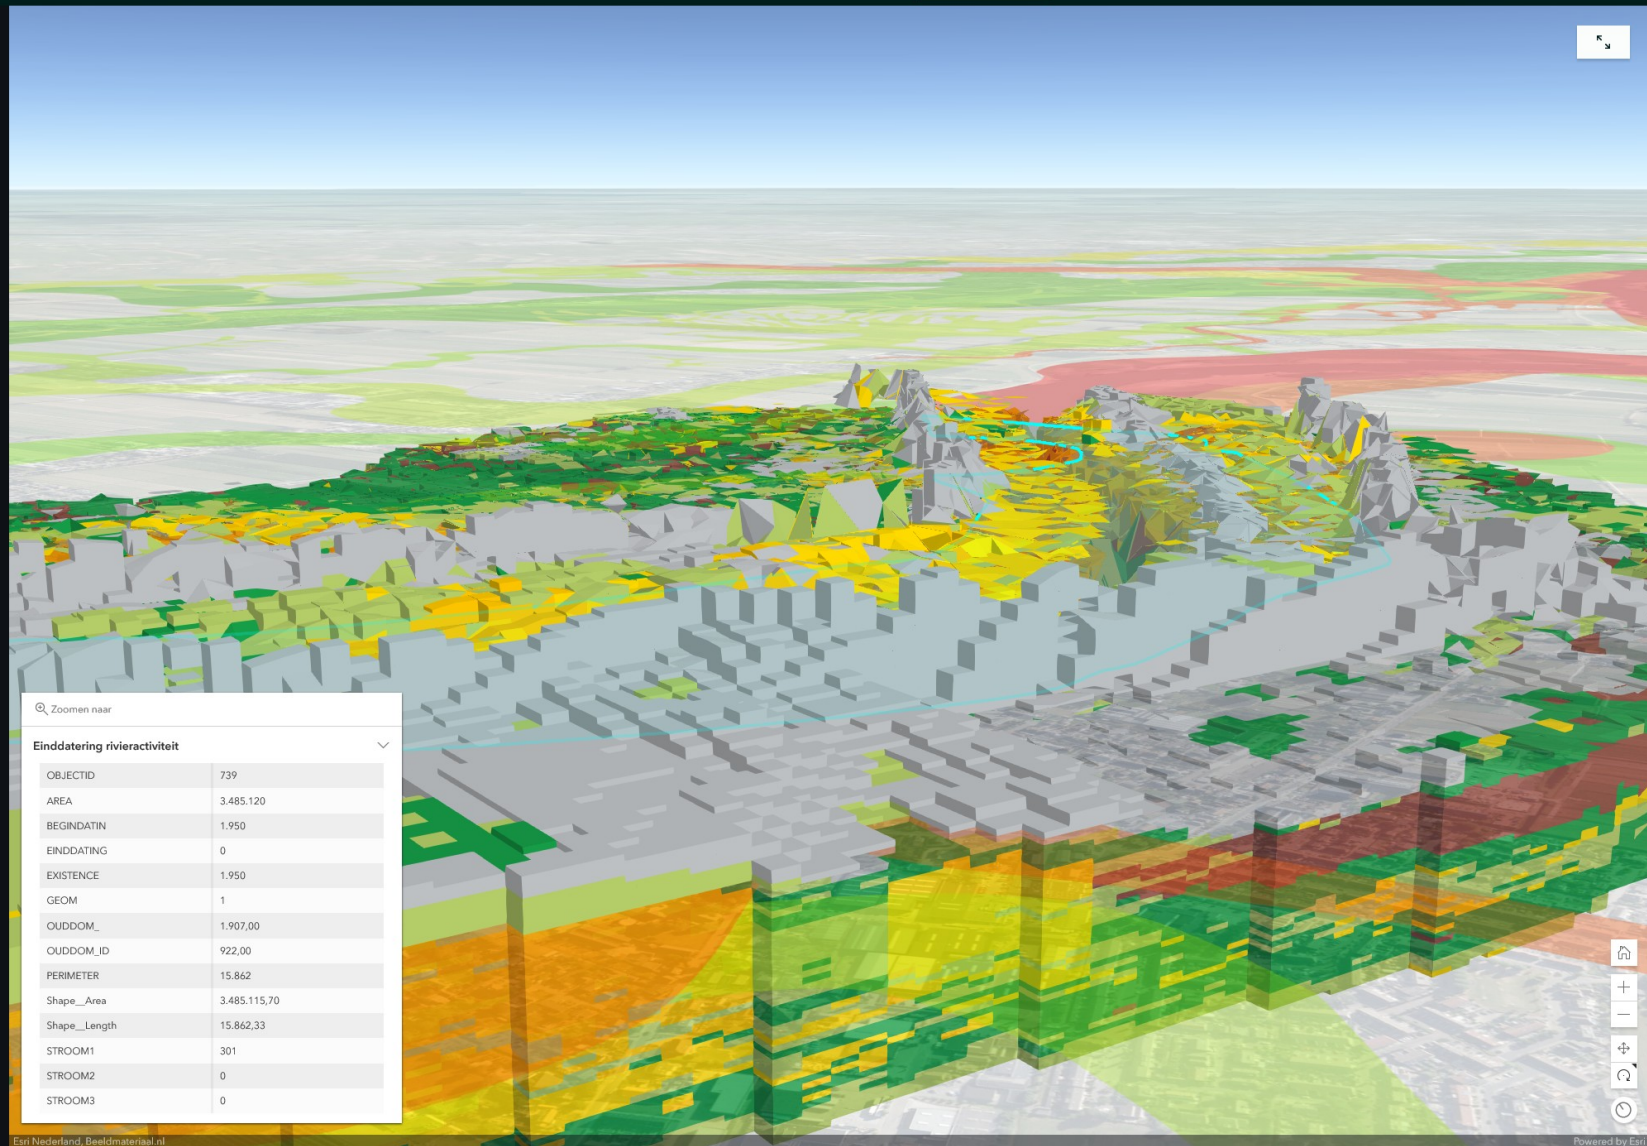 Zoomen naar
Einddatering rivieractiviteit
OBJECTID 739
AREA 3.485.120
BEGINDATIN 1.950
EINDDATING 0
EXISTENCE 1.950
GEOM 1
OUDDOM_ 1.907,00
OUDDOM_ID 922,00
PERIMETER 15.862
Shape__Area 3.485.115,70
Shape__Length 15.862,33
STROOM1 301
STROOM2 0
STROOM3 0
Esri Nederland, Beeldmateriaal.nl
Powered by Esri